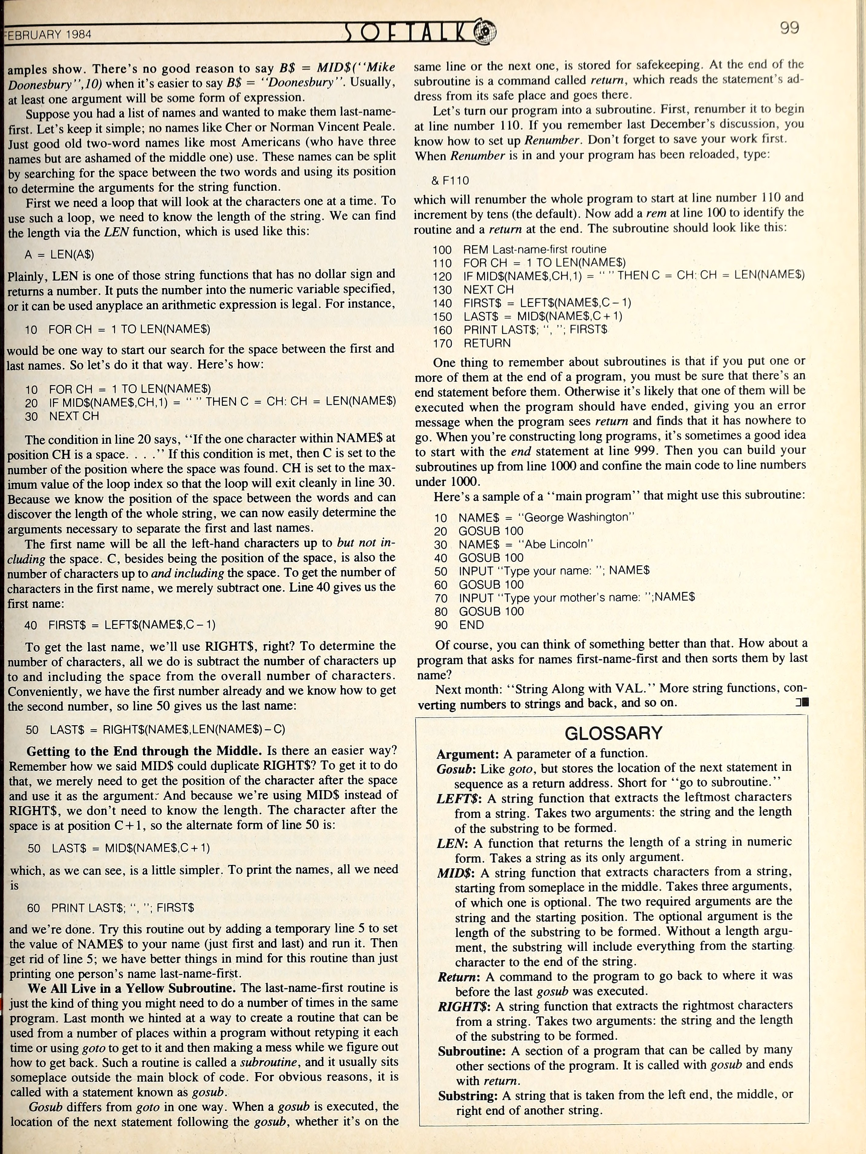 FEBRUARY 1984
SOFTALK
99
amples show. There's no good reason to say B$ = MID$("Mike
Doonesbury",10) when it's easier to say B$ = "Doonesbury". Usually,
at least one argument will be some form of expression.
Suppose you had a list of names and wanted to make them last-name-
first. Let's keep it simple; no names like Cher or Norman Vincent Peale.
Just good old two-word names like most Americans (who have three
names but are ashamed of the middle one) use. These names can be split
by searching for the space between the two words and using its position
to determine the arguments for the string function.
First we need a loop that will look at the characters one at a time. To
use such a loop, we need to know the length of the string. We can find
the length via the LEN function, which is used like this:
A = LEN(A$)
Plainly, LEN is one of those string functions that has no dollar sign and
returns a number. It puts the number into the numeric variable specified,
or it can be used anyplace an arithmetic expression is legal. For instance,
10 FOR CH = 1 TO LEN(NAME$)
would be one way to start our search for the space between the first and
last names. So let's do it that way. Here's how:
10 FOR CH = 1 TO LEN(NAME$)
20 IF MID$(NAME$,CH,1) = " " THEN C = CH: CH = LEN(NAME$)
30 NEXT CH
The condition in line 20 says, "If the one character within NAME$ at
position CH is a space. . . ." If this condition is met, then C is set to the
number of the position where the space was found. CH is set to the max-
imum value of the loop index so that the loop will exit cleanly in line 30.
Because we know the position of the space between the words and can
discover the length of the whole string, we can now easily determine the
arguments necessary to separate the first and last names.
The first name will be all the left-hand characters up to but not in-
cluding the space. C, besides being the position of the space, is also the
number of characters up to and including the space. To get the number of
characters in the first name, we merely subtract one. Line 40 gives us the
first name:
40 FIRST$ = LEFT$(NAME$,C-1)
To get the last name, we'll use RIGHT$, right? To determine the
number of characters, all we do is subtract the number of characters up
to and including the space from the overall number of characters.
Conveniently, we have the first number already and we know how to get
the second number, so line 50 gives us the last name:
50 LAST$ = RIGHT$(NAME$,LEN(NAME$)-C)
Getting to the End through the Middle. Is there an easier way?
Remember how we said MID$ could duplicate RIGHT$? To get it to do
that, we merely need to get the position of the character after the space
and use it as the argument. And because we're using MID$ instead of
RIGHT$, we don't need to know the length. The character after the
space is at position C+1, so the alternate form of line 50 is:
50 LAST$ = MID$(NAME$,C+1)
which, as we can see, is a little simpler. To print the names, all we need
is
60 PRINT LAST$; ", "; FIRST$
and we're done. Try this routine out by adding a temporary line 5 to set
the value of NAME$ to your name (just first and last) and run it. Then
get rid of line 5; we have better things in mind for this routine than just
printing one person's name last-name-first.
We All Live in a Yellow Subroutine. The last-name-first routine is
just the kind of thing you might need to do a number of times in the same
program. Last month we hinted at a way to create a routine that can be
used from a number of places within a program without retyping it each
time or using goto to get to it and then making a mess while we figure out
how to get back. Such a routine is called a subroutine, and it usually sits
someplace outside the main block of code. For obvious reasons, it is
called with a statement known as gosub.
Gosub differs from goto in one way. When a gosub is executed, the
location of the next statement following the gosub, whether it's on the
same line or the next one, is stored for safekeeping. At the end of the
subroutine is a command called return, which reads the statement's ad-
dress from its safe place and goes there.
Let's turn our program into a subroutine. First, renumber it to begin
at line number 110. If you remember last December's discussion, you
know how to set up Renumber. Don't forget to save your work first.
When Renumber is in and your program has been reloaded, type:
& F110
which will renumber the whole program to start at line number 110 and
increment by tens (the default). Now add a rem at line 100 to identify the
routine and a return at the end. The subroutine should look like this:
100 REM Last-name-first routine
110 FOR CH = 1 TO LEN(NAME$)
120 IF MID$(NAME$,CH,1) = " " THEN C = CH: CH = LEN(NAME$)
130 NEXT CH
140 FIRST$ = LEFT$(NAME$,C-1)
150 LAST$ = MID$(NAME$,C+1)
160 PRINT LAST$; ", "; FIRST$
170 RETURN
One thing to remember about subroutines is that if you put one or
more of them at the end of a program, you must be sure that there's an
end statement before them. Otherwise it's likely that one of them will be
executed when the program should have ended, giving you an error
message when the program sees return and finds that it has nowhere to
go. When you're constructing long programs, it's sometimes a good idea
to start with the end statement at line 999. Then you can build your
subroutines up from line 1000 and confine the main code to line numbers
under 1000.
Here's a sample of a "main program" that might use this subroutine:
10 NAME$ = "George Washington"
20 GOSUB 100
30 NAME$ = "Abe Lincoln"
40 GOSUB 100
50 INPUT "Type your name: "; NAME$
60 GOSUB 100
70 INPUT "Type your mother's name: ";NAME$
80 GOSUB 100
90 END
Of course, you can think of something better than that. How about a
program that asks for names first-name-first and then sorts them by last
name?
Next month: "String Along with VAL." More string functions, con-
verting numbers to strings and back, and so on.
GLOSSARY
Argument: A parameter of a function.
Gosub: Like goto, but stores the location of the next statement in
sequence as a return address. Short for "go to subroutine."
LEFT$: A string function that extracts the leftmost characters
from a string. Takes two arguments: the string and the length
of the substring to be formed.
LEN: A function that returns the length of a string in numeric
form. Takes a string as its only argument.
MID$: A string function that extracts characters from a string,
starting from someplace in the middle. Takes three arguments,
of which one is optional. The two required arguments are the
string and the starting position. The optional argument is the
length of the substring to be formed. Without a length argu-
ment, the substring will include everything from the starting
character to the end of the string.
Return: A command to the program to go back to where it was
before the last gosub was executed.
RIGHT$: A string function that extracts the rightmost characters
from a string. Takes two arguments: the string and the length
of the substring to be formed.
Subroutine: A section of a program that can be called by many
other sections of the program. It is called with gosub and ends
with return.
Substring: A string that is taken from the left end, the middle, or
right end of another string.